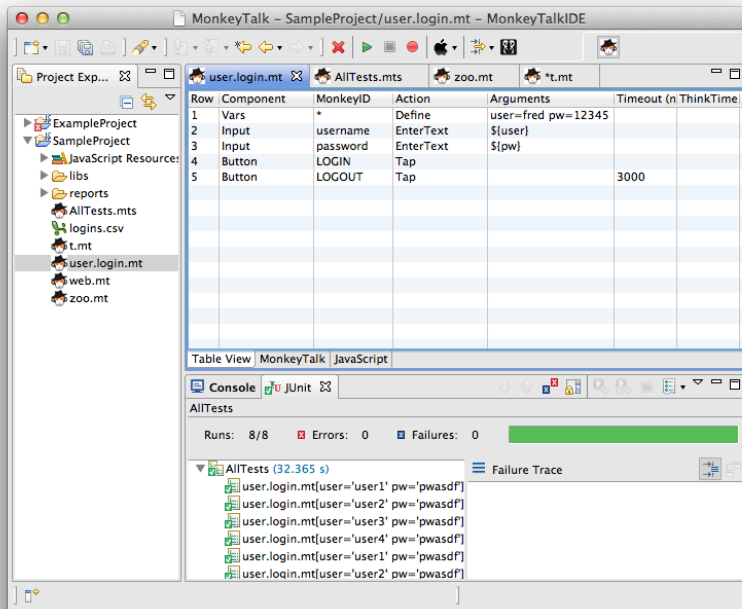 MonkeyTalk – SampleProject/user.login.mt – MonkeyTalkIDE
Project Exp...
ExampleProject
SampleProject
JavaScript Resources
libs
reports
AllTests.mts
logins.csv
t.mt
user.login.mt
web.mt
zoo.mt
user.login.mt AllTests.mts zoo.mt *t.mt
Row Component MonkeyID Action Arguments Timeout (n ThinkTime
1 Vars * Define user=fred pw=12345
2 Input username EnterText ${user}
3 Input password EnterText ${pw}
4 Button LOGIN Tap
5 Button LOGOUT Tap 3000
Table View MonkeyTalk JavaScript
Console JUnit
AllTests
Runs: 8/8 Errors: 0 Failures: 0
AllTests (32.365 s)
user.login.mt[user='user1' pw='pwasdf']
user.login.mt[user='user2' pw='pwasdf']
user.login.mt[user='user3' pw='pwasdf']
user.login.mt[user='user4' pw='pwasdf']
user.login.mt[user='user1' pw='pwasdf']
user.login.mt[user='user2' pw='pwasdf']
Failure Trace